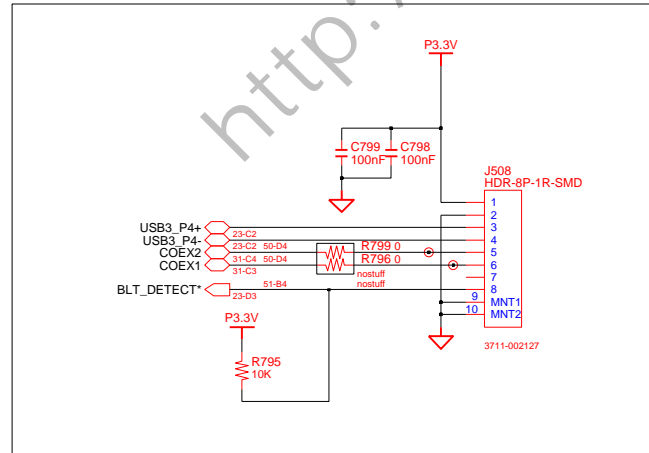 http:/
P3.3V
C799
100nF
C798
100nF
J508
HDR-8P-1R-SMD
1
2
USB3_P4+
23-C2
3
USB3_P4-
23-C2
50-D4
4
COEX2
31-C4
50-D4
R799 0
5
COEX1
31-C3
R796 0
6
nostuff
7
nostuff
BLT_DETECT*
23-D3
51-B4
8
9
MNT1
10
MNT2
P3.3V
3711-002127
R795
10K